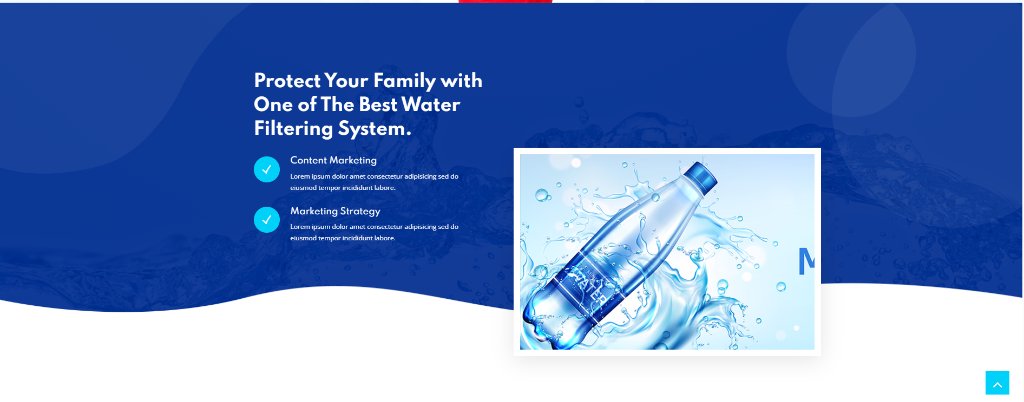 Protect Your Family with
One of The Best Water
Filtering System.
Content Marketing
Lorem ipsum dolor amet consectetur adipisicing sed do
eiusmod tempor incididunt labore.
Marketing Strategy
Lorem ipsum dolor amet consectetur adipisicing sed do
eiusmod tempor incididunt labore.
WATER
M